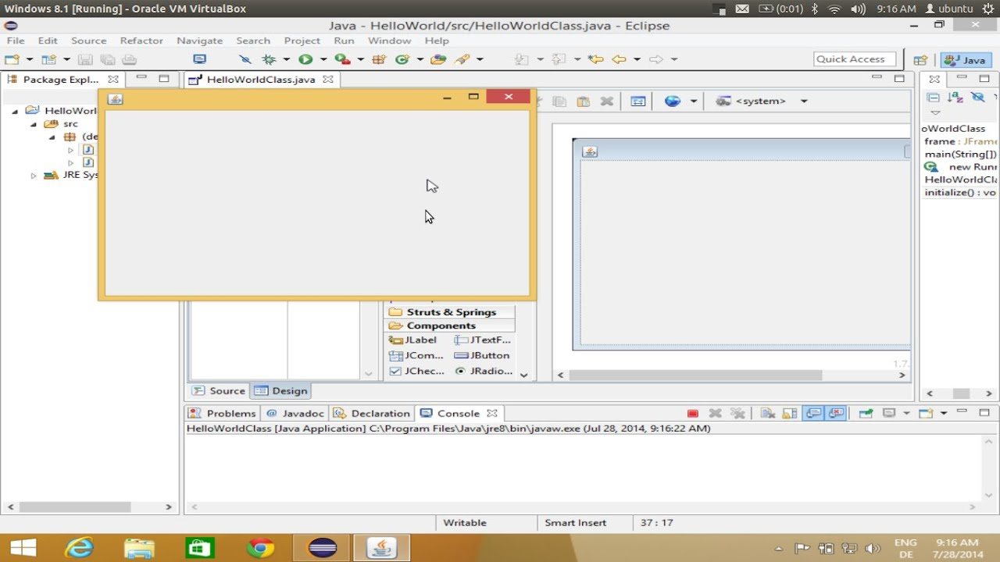 Windows 8.1 [Running] - Oracle VM VirtualBox
(0:01) 9:16 AM ubuntu
Java - HelloWorld/src/HelloWorldClass.java - Eclipse
File Edit Source Refactor Navigate Search Project Run Window Help
Quick Access Java
Package Expl... HelloWorldClass.java
<system>
HelloWorl
src
(de
JRE Sys
oWorldClass
frame : JFrame
main(String[])
new Runn
HelloWorldCla
initialize() : vo
Struts & Springs
Components
JLabel JTextF...
JCom... JButton
JChec... JRadio...
1.7.
Source Design
Problems @ Javadoc Declaration Console
HelloWorldClass [Java Application] C:\Program Files\Java\jre8\bin\javaw.exe (Jul 28, 2014, 9:16:22 AM)
Writable Smart Insert 37 : 17
ENG 9:16 AM
DE 7/28/2014